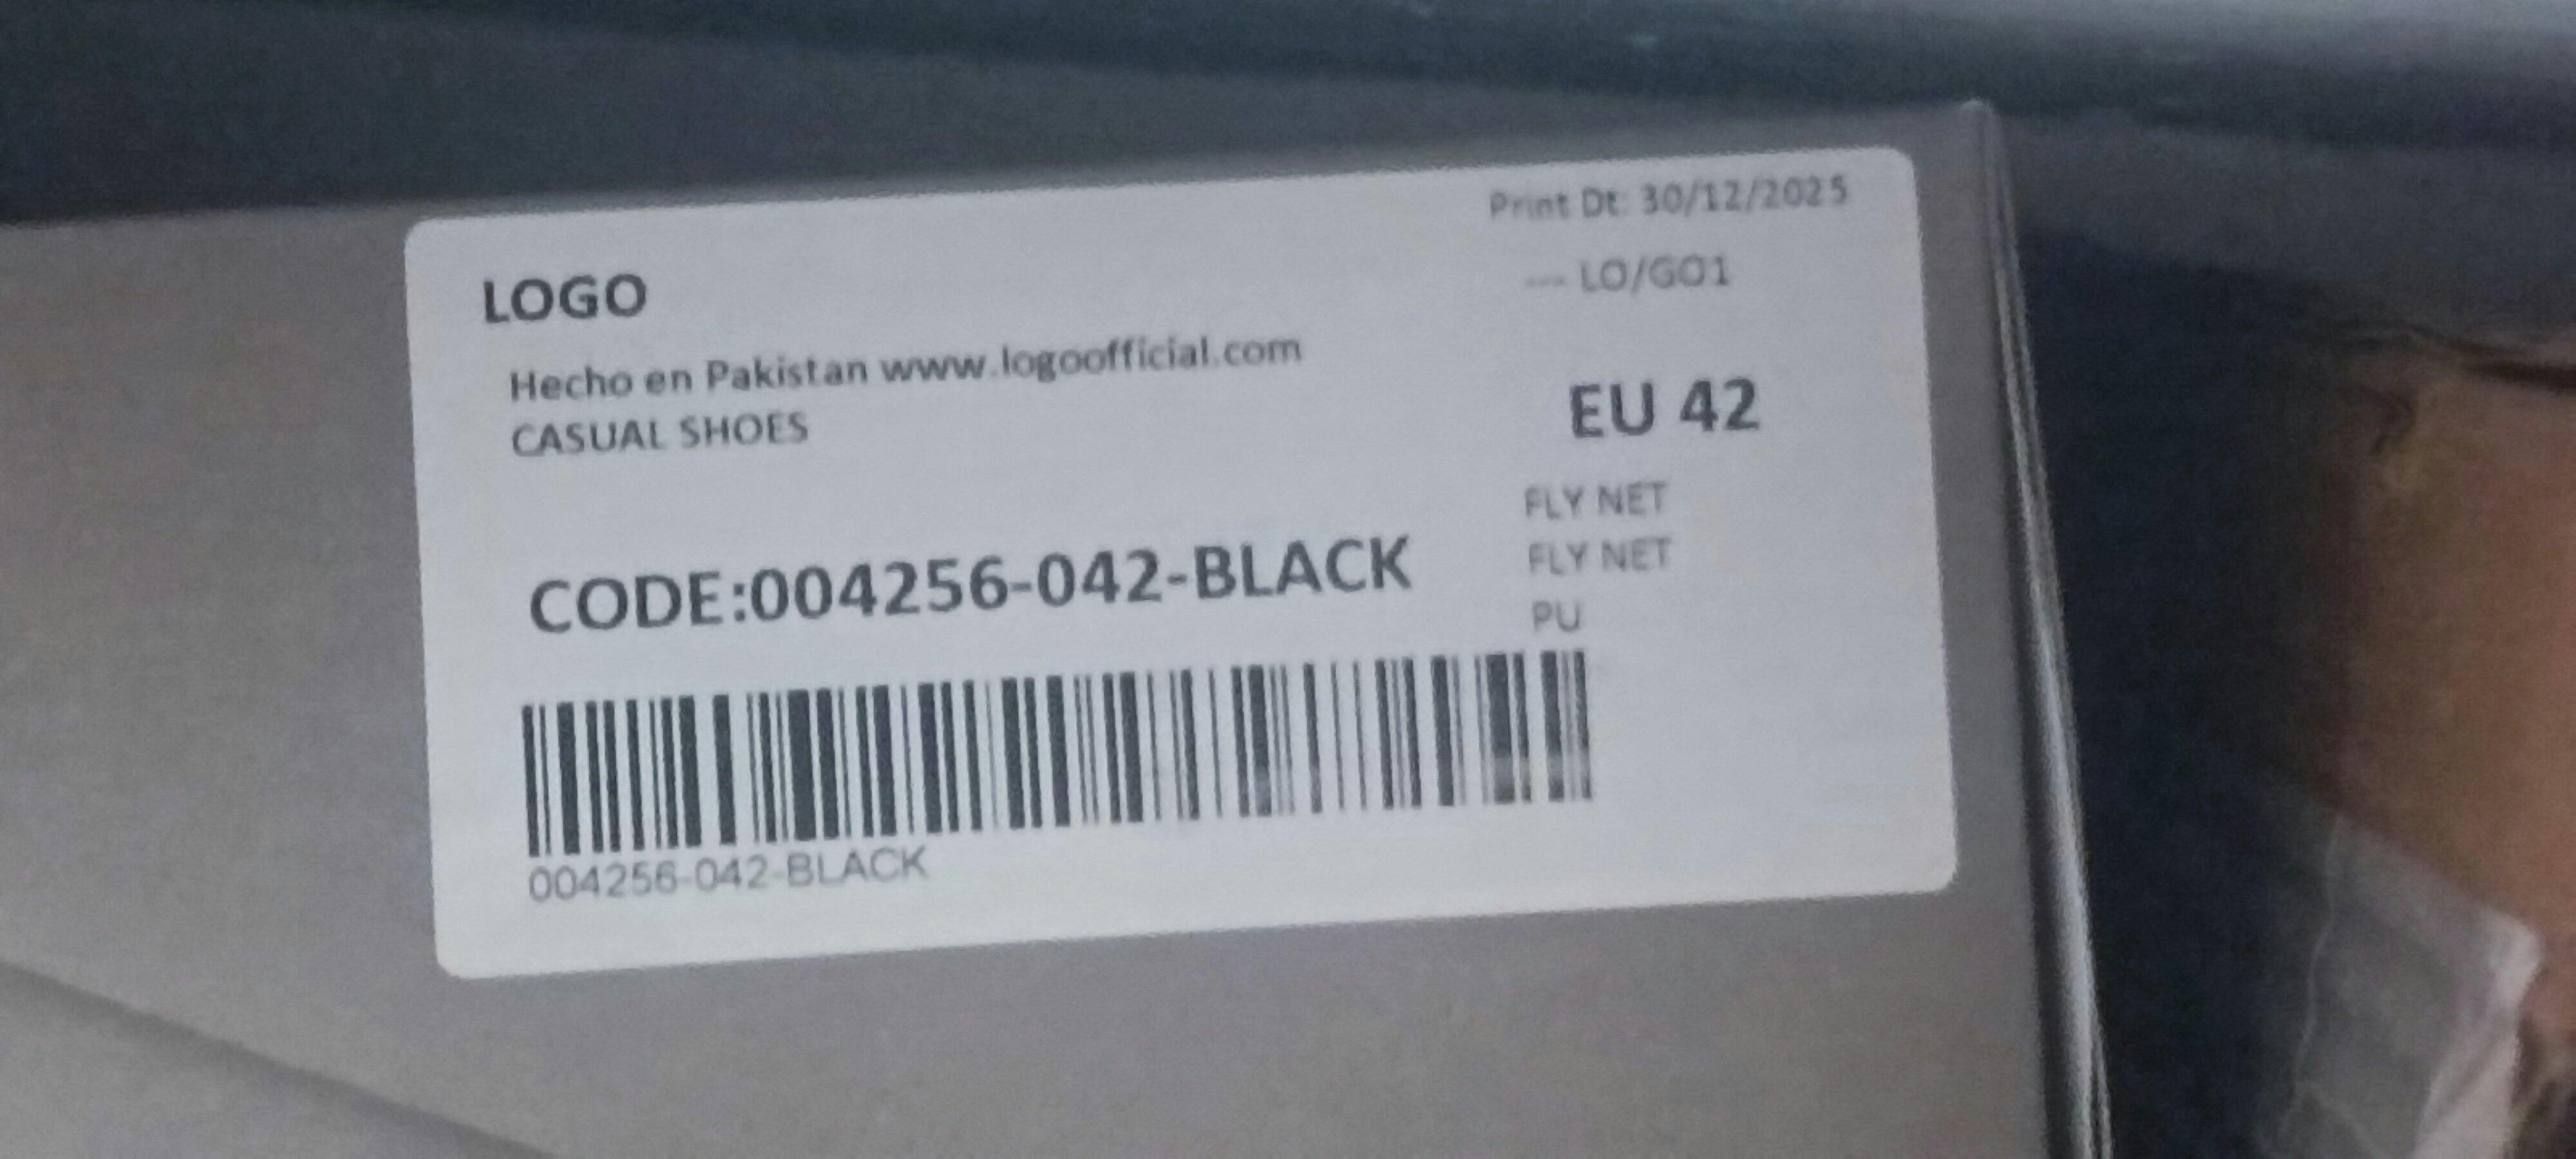 Print Dt: 30/12/2025
LOGO
--- LO/GO1
Hecho en Pakistan www.logoofficial.com
CASUAL SHOES
EU 42
FLY NET
FLY NET
PU
CODE:004256-042-BLACK
004256-042-BLACK